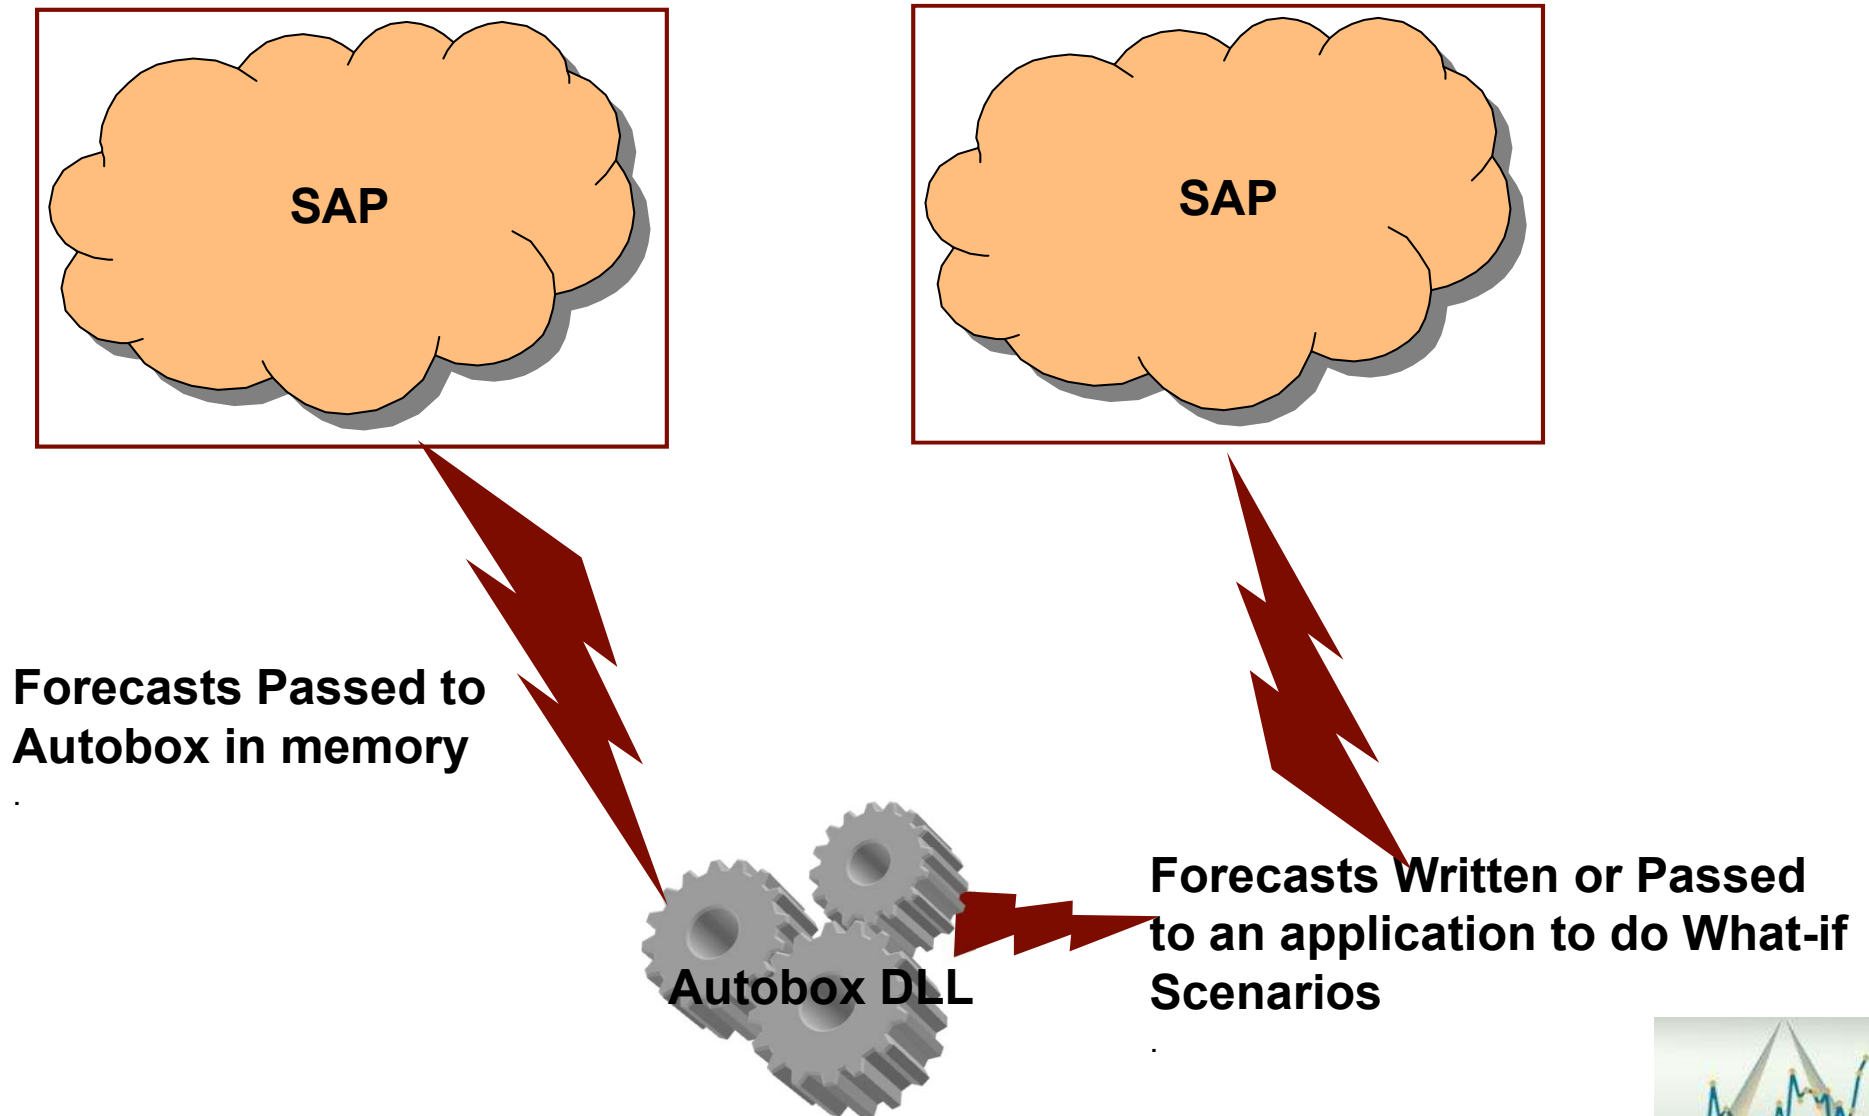 SAP
SAP
Forecasts Passed to
Autobox in memory
.
Autobox DLL
Forecasts Written or Passed
to an application to do What-if
Scenarios
.